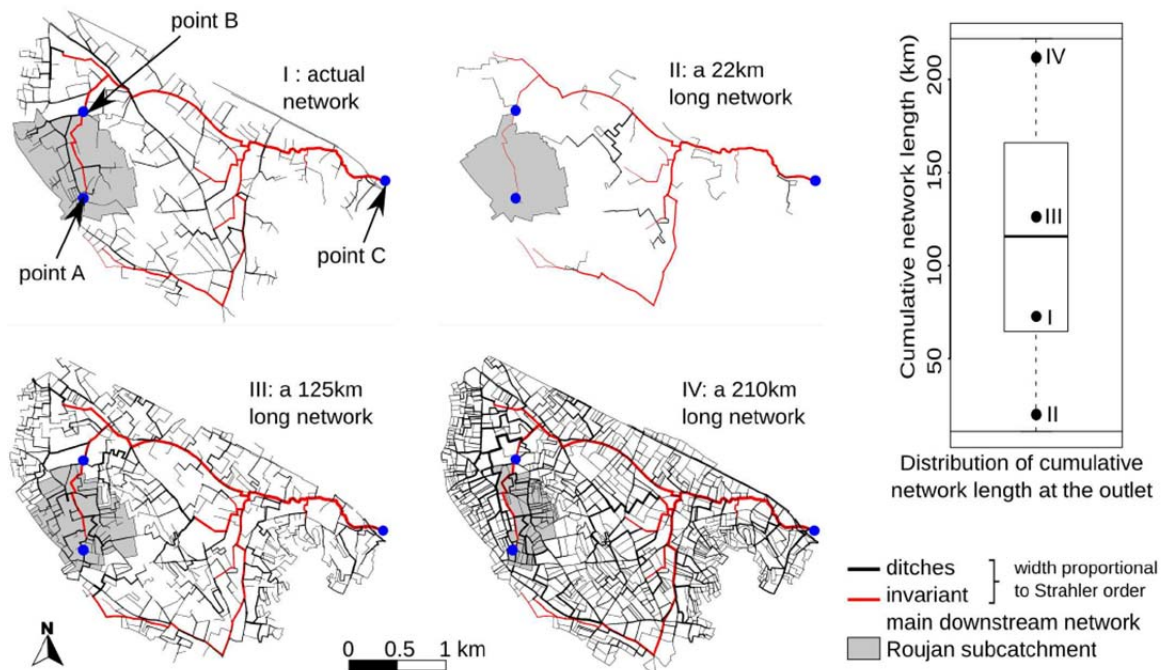 point B
I : actual
network
point A
point C
II: a 22km
long network
III: a 125km
long network
IV: a 210km
long network
N
0 0.5 1 km
Cumulative network length (km)
50
100
150
200
IV
III
I
II
Distribution of cumulative
network length at the outlet
ditches
invariant
width proportional
to Strahler order
main downstream network
Roujan subcatchment